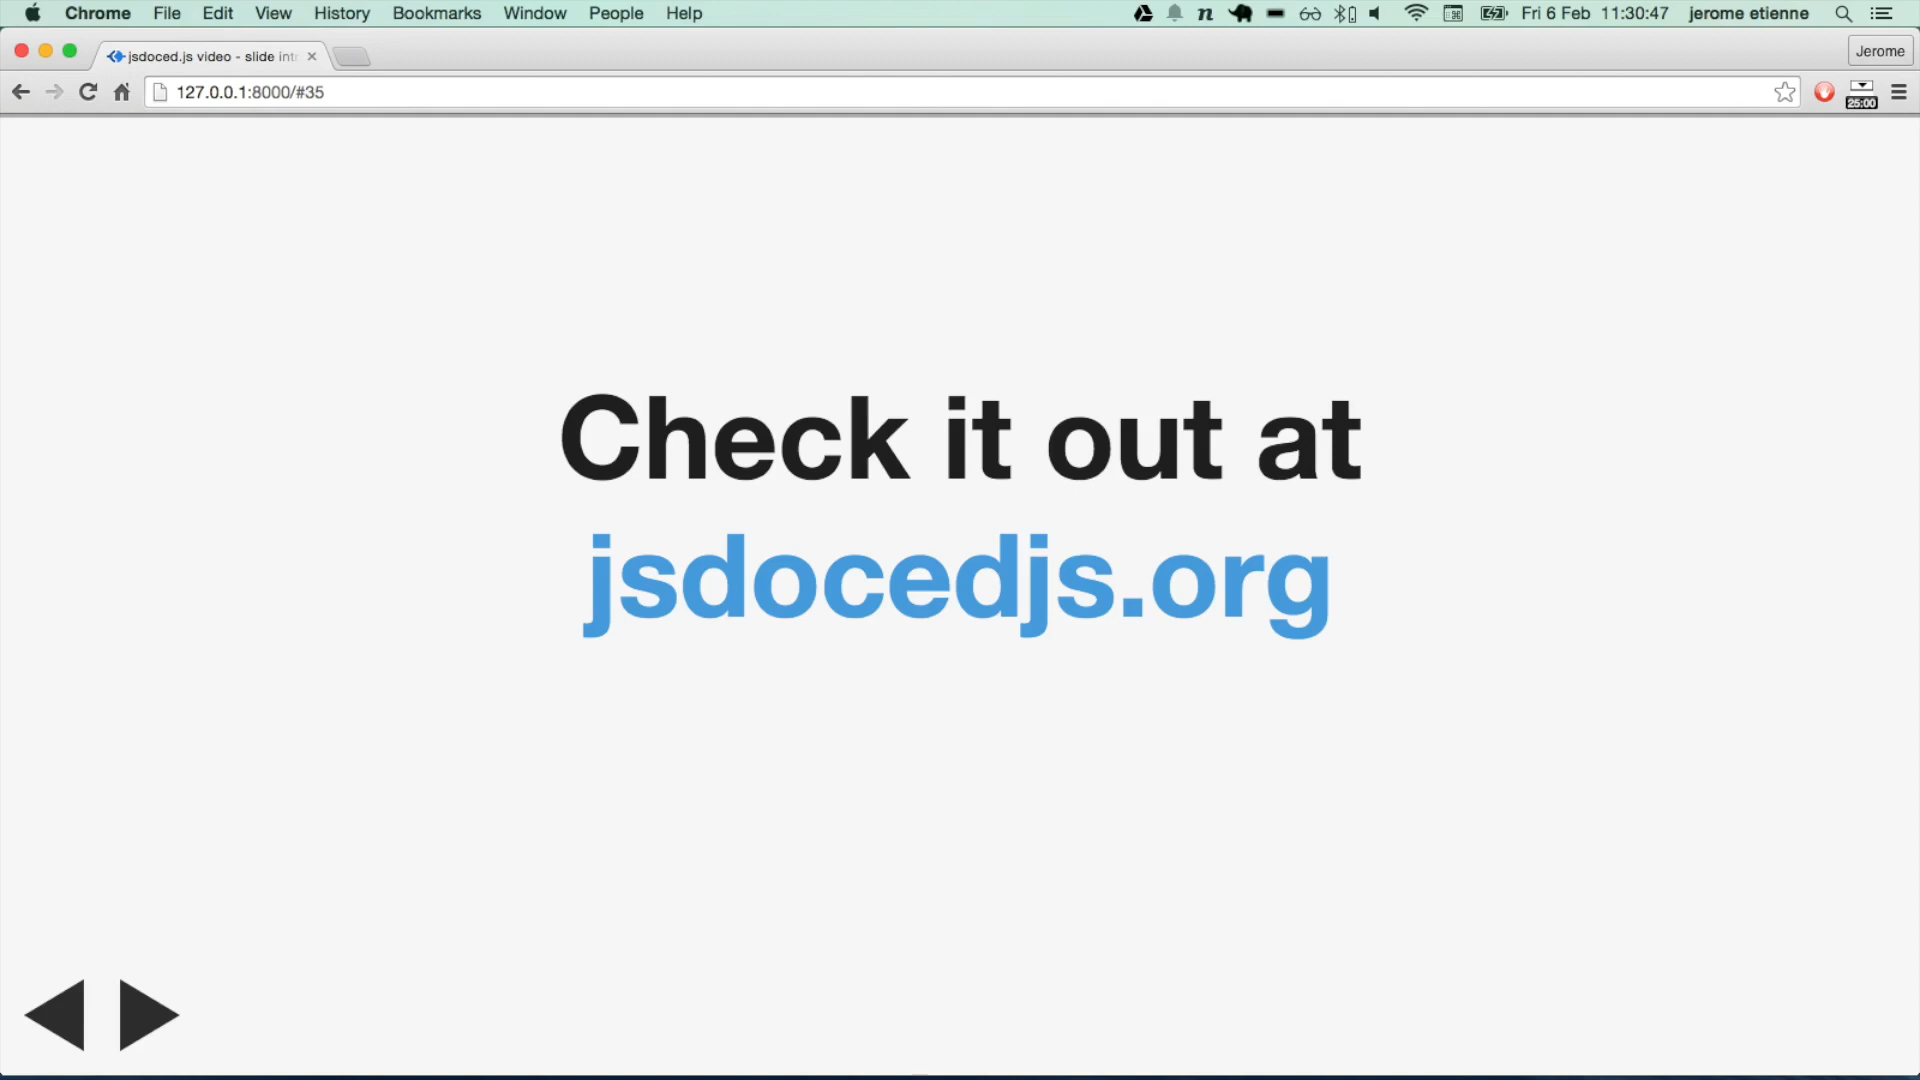 Chrome File Edit View History Bookmarks Window People Help n Fri 6 Feb 11:30:47 jerome etienne
jsdoced.js video - slide intr Jerome
127.0.0.1:8000/#35 25:00
Check it out at
jsdocedjs.org